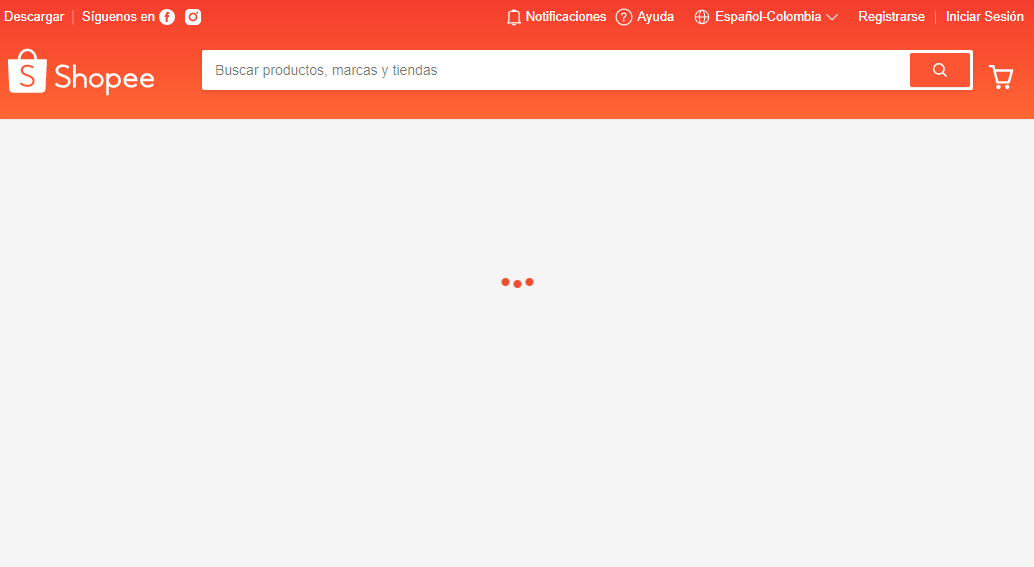 Descargar Síguenos en Notificaciones Ayuda Español-Colombia Registrarse Iniciar Sesión
Shopee Buscar productos, marcas y tiendas